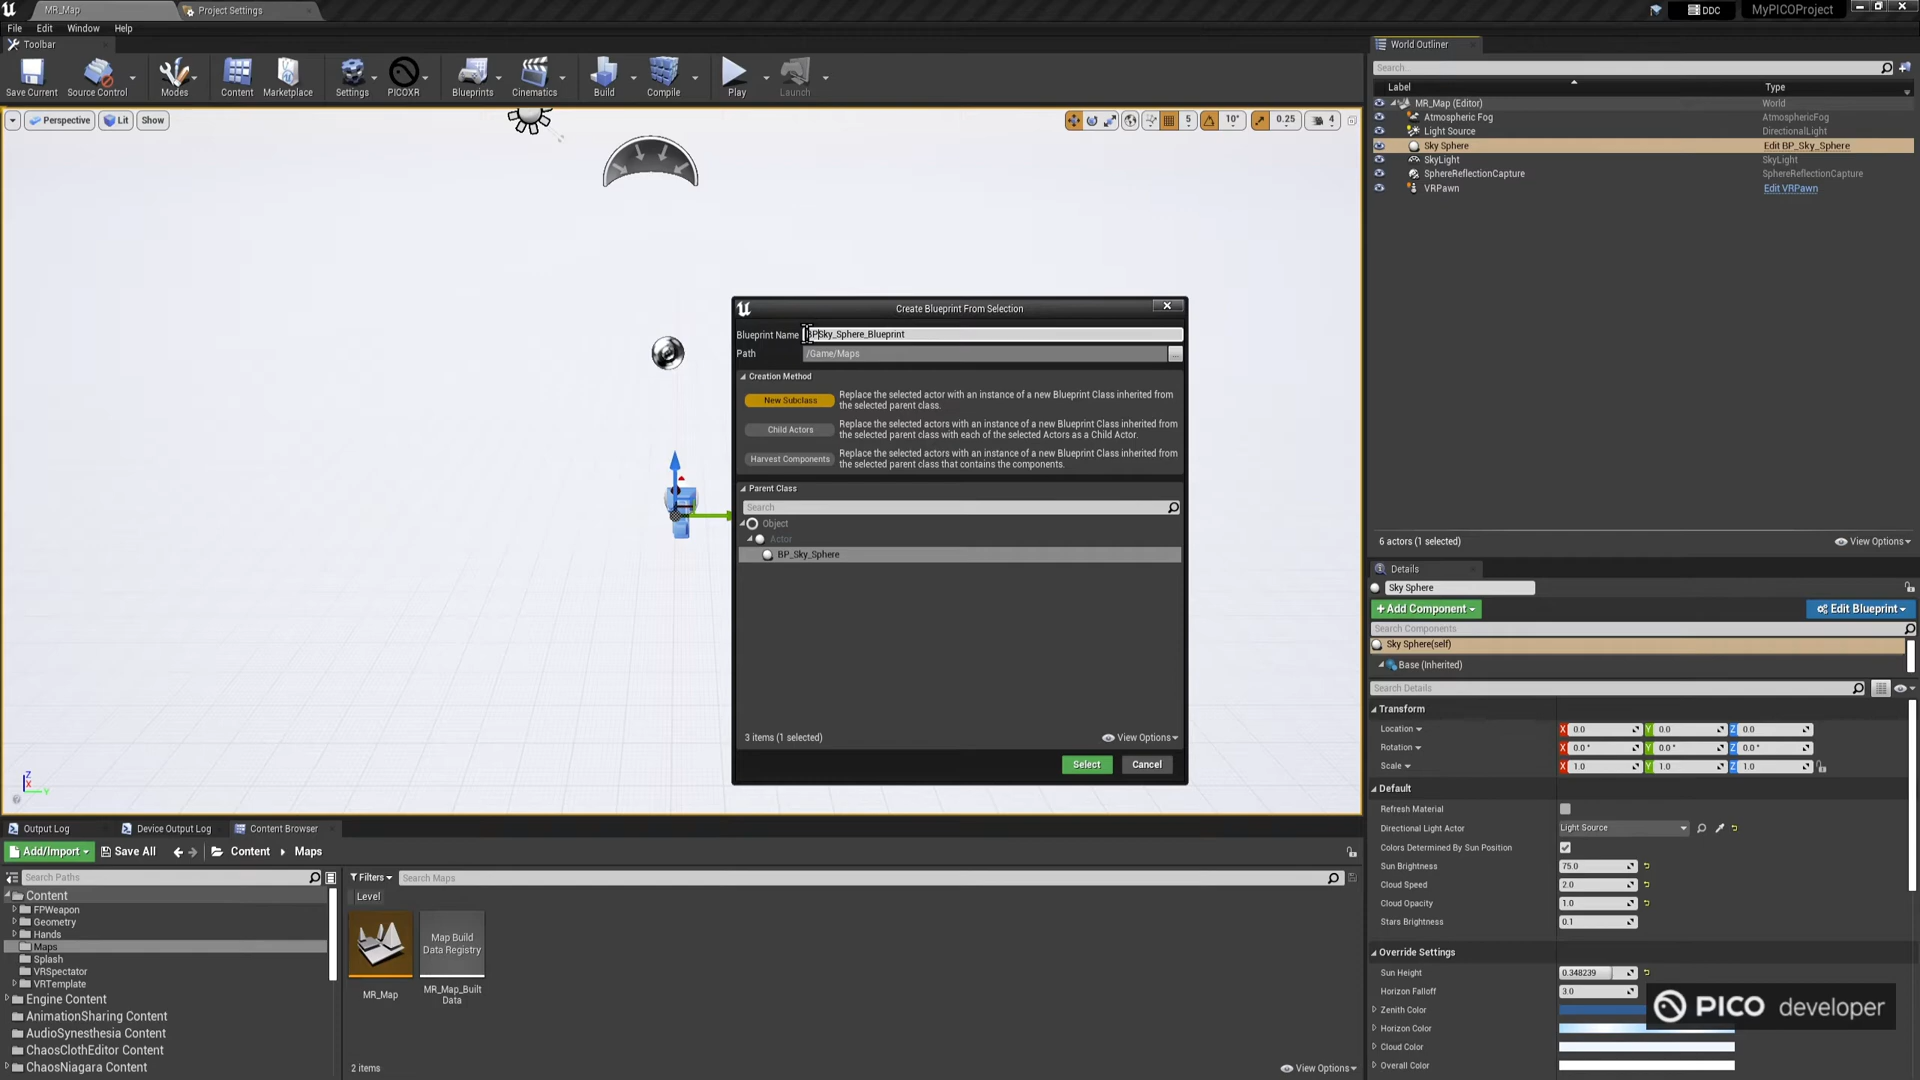 MR_Map
Project Settings
DDC
MyPICOProject
File Edit Window Help
Toolbar
Save Current
Source Control
Modes
Content
Marketplace
Settings
PICOXR
Blueprints
Cinematics
Build
Compile
Play
Launch
Perspective
Lit
Show
5
10°
0.25
4
World Outliner
Search...
Label
Type
MR_Map (Editor)
World
Atmospheric Fog
AtmosphericFog
Light Source
DirectionalLight
Sky Sphere
Edit BP_Sky_Sphere
SkyLight
SkyLight
SphereReflectionCapture
SphereReflectionCapture
VRPawn
Edit VRPawn
6 actors (1 selected)
View Options
Create Blueprint From Selection
Blueprint Name
BPSky_Sphere_Blueprint
Path
/Game/Maps
...
Creation Method
New Subclass
Replace the selected actor with an instance of a new Blueprint Class inherited from
the selected parent class.
Child Actors
Replace the selected actors with an instance of a new Blueprint Class inherited from
the selected parent class with each of the selected Actors as a Child Actor.
Harvest Components
Replace the selected actors with an instance of a new Blueprint Class inherited from
the selected parent class that contains the components.
Parent Class
Search
Object
Actor
BP_Sky_Sphere
3 items (1 selected)
View Options
Select
Cancel
Z
X
Y
Details
Sky Sphere
+Add Component
Edit Blueprint
Search Components
Sky Sphere(self)
Base (Inherited)
Search Details
Transform
Location
X 0.0
Y 0.0
Z 0.0
Rotation
X 0.0 °
Y 0.0 °
Z 0.0 °
Scale
X 1.0
Y 1.0
Z 1.0
Default
Refresh Material
Directional Light Actor
Light Source
Colors Determined By Sun Position
Sun Brightness
75.0
Cloud Speed
2.0
Cloud Opacity
1.0
Stars Brightness
0.1
Override Settings
Sun Height
0.348239
Horizon Falloff
3.0
Zenith Color
Horizon Color
Cloud Color
Overall Color
PICO developer
Output Log
Device Output Log
Content Browser
Add/Import
Save All
Content
Maps
Search Paths
Filters
Search Maps
Level
Content
FPWeapon
Geometry
Hands
Maps
Splash
VRSpectator
VRTemplate
Engine Content
AnimationSharing Content
AudioSynesthesia Content
ChaosClothEditor Content
ChaosNiagara Content
Map Build
Data Registry
MR_Map
MR_Map_Built
Data
2 items
View Options